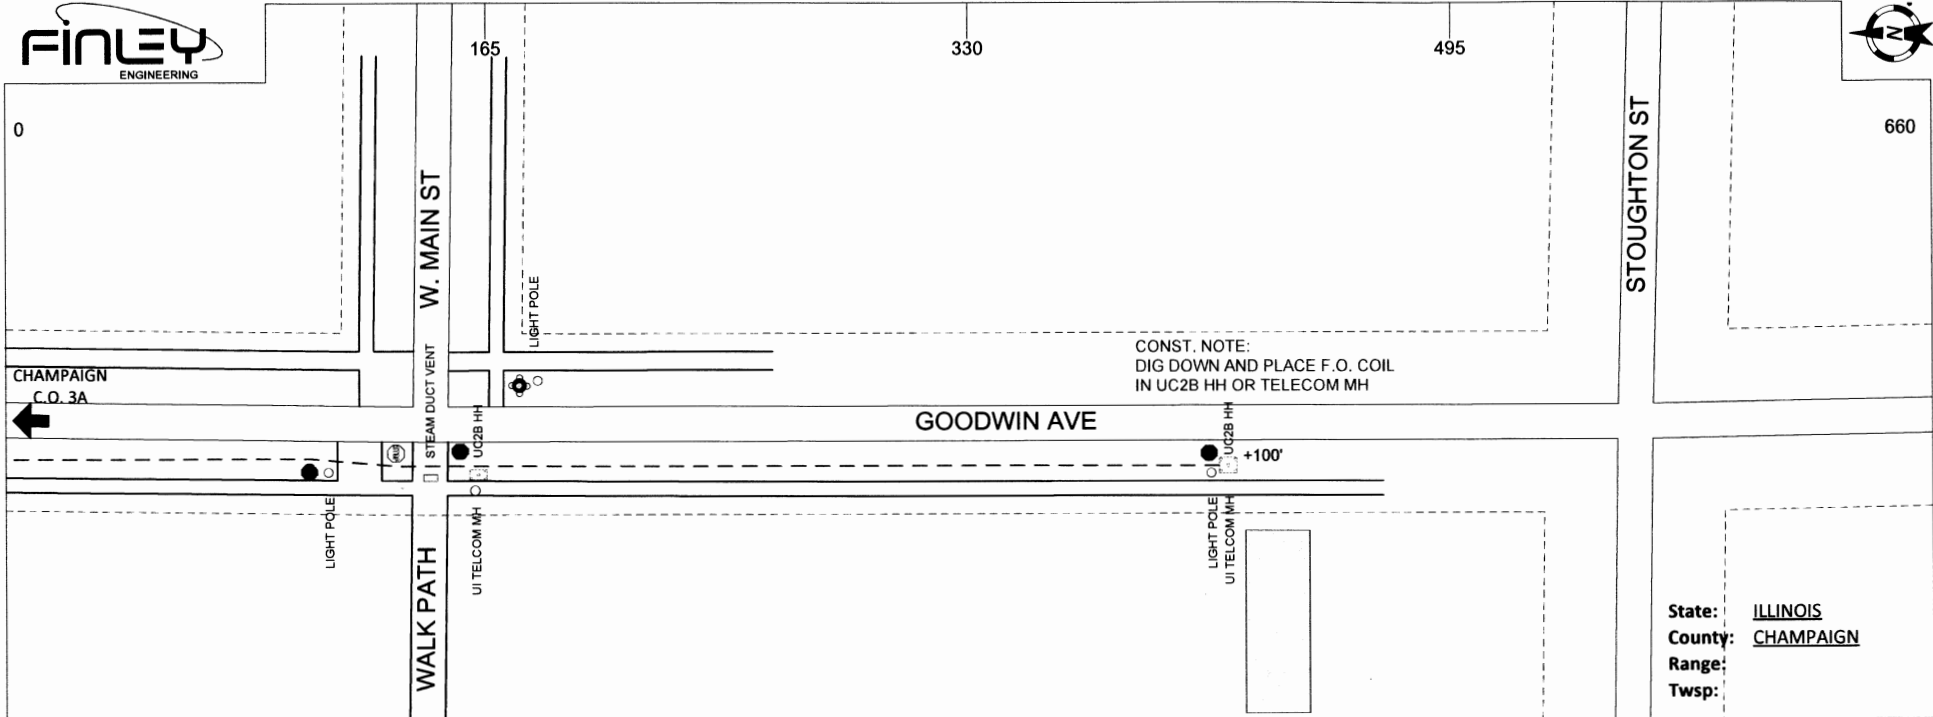 FINLEY
ENGINEERING
165
330
495
N
0
660
W. MAIN ST
STOUGHTON ST
LIGHT POLE
STEAM DUCT VENT
CONST. NOTE:
DIG DOWN AND PLACE F.O. COIL
IN UC2B HH OR TELECOM MH
CHAMPAIGN
C.O. 3A
UC2B HH
GOODWIN AVE
UC2B HH
+100'
LIGHT POLE
UI TELCOM MH
LIGHT POLE
UI TELCOM MH
WALK PATH
State: ILLINOIS
County: CHAMPAIGN
Range:
Twsp: